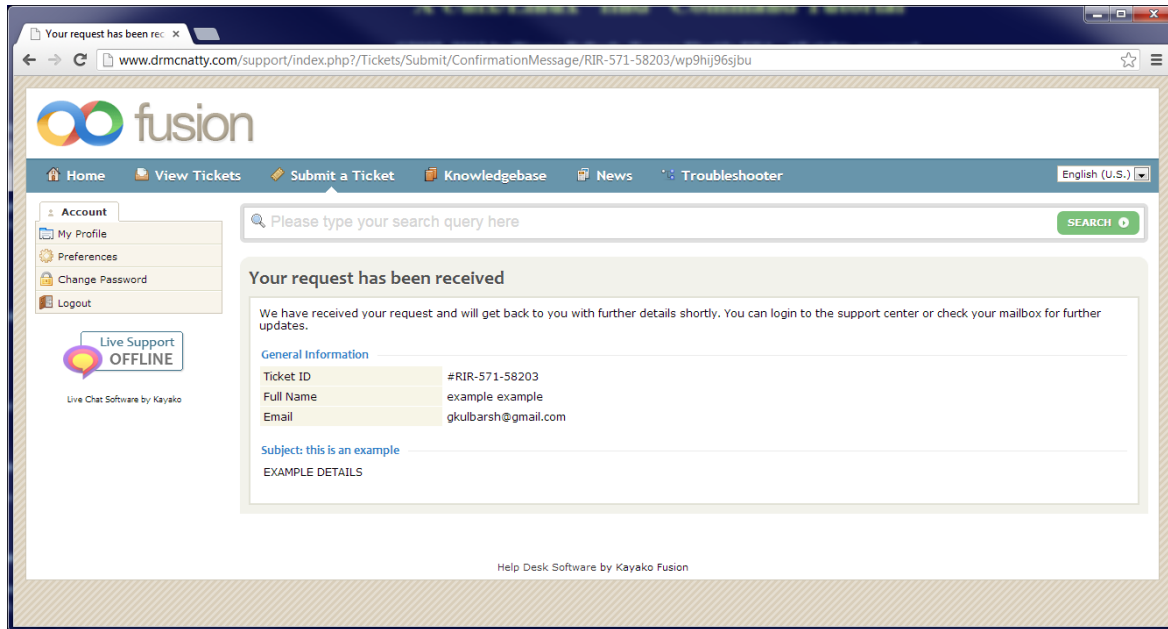 Your request has been rec
www.drmcnatty.com/support/index.php?/Tickets/Submit/ConfirmationMessage/RIR-571-58203/wp9hij96sjbu
fusion
Home View Tickets Submit a Ticket Knowledgebase News Troubleshooter English (U.S.)
Account
My Profile
Preferences
Change Password
Logout
Live Support
OFFLINE
Live Chat Software by Kayako
Please type your search query here SEARCH
Your request has been received
We have received your request and will get back to you with further details shortly. You can login to the support center or check your mailbox for further
updates.
General Information
Ticket ID #RIR-571-58203
Full Name example example
Email gkulbarsh@gmail.com
Subject: this is an example
EXAMPLE DETAILS
Help Desk Software by Kayako Fusion